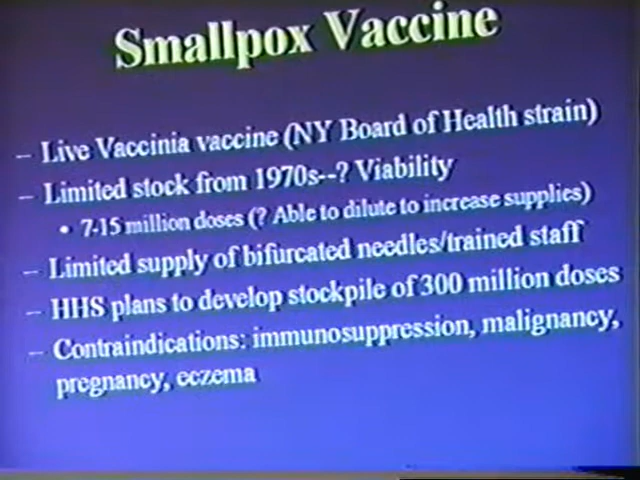 Smallpox Vaccine
– Live Vaccinia vaccine (NY Board of Health strain)
– Limited stock from 1970s--? Viability
• 7-15 million doses (? Able to dilute to increase supplies)
– Limited supply of bifurcated needles/trained staff
– HHS plans to develop stockpile of 300 million doses
– Contraindications: immunosuppression, malignancy,
pregnancy, eczema